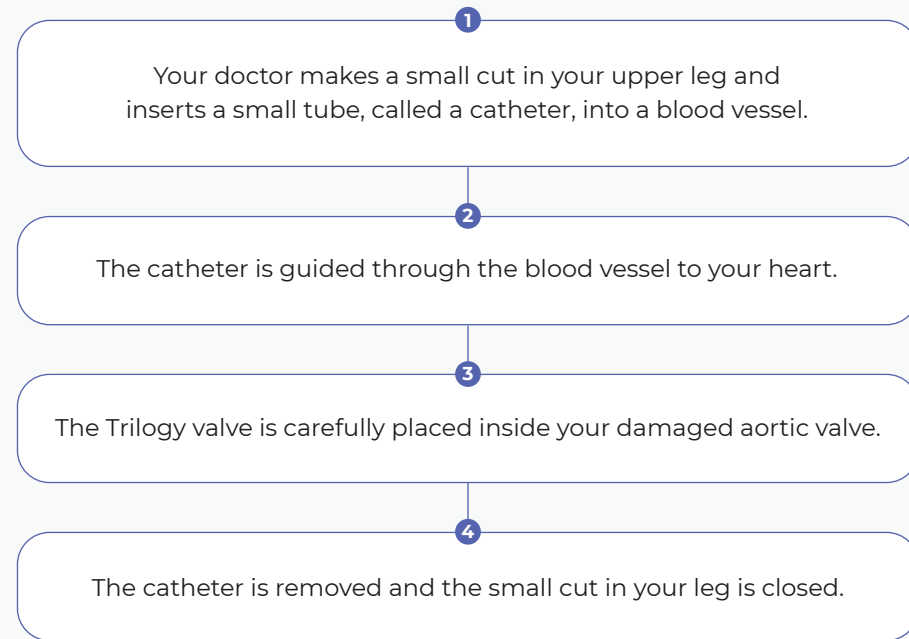 1
Your doctor makes a small cut in your upper leg and
inserts a small tube, called a catheter, into a blood vessel.
2
The catheter is guided through the blood vessel to your heart.
3
The Trilogy valve is carefully placed inside your damaged aortic valve.
4
The catheter is removed and the small cut in your leg is closed.